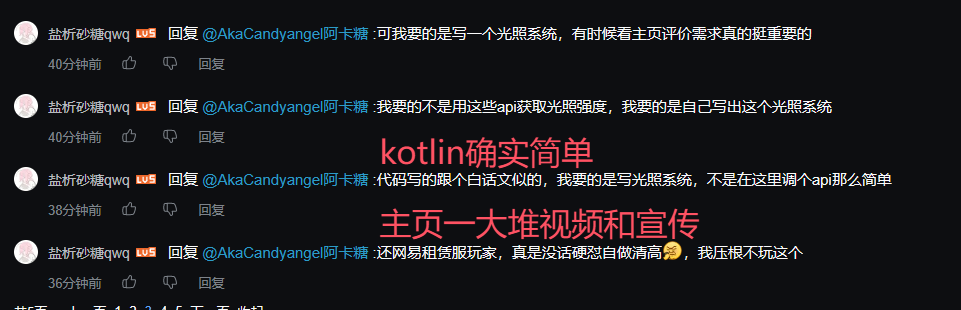 盐析砂糖qwq LV5 回复 @AkaCandyangel阿卡糖 :可我要的是写一个光照系统，有时候看主页评价需求真的挺重要的
40分钟前 回复
盐析砂糖qwq LV5 回复 @AkaCandyangel阿卡糖 :我要的不是用这些api获取光照强度，我要的是自己写出这个光照系统
40分钟前 回复
kotlin确实简单
盐析砂糖qwq LV5 回复 @AkaCandyangel阿卡糖 :代码写的跟个白话文似的，我要的是写光照系统，不是在这里调个api那么简单
38分钟前 回复
主页一大堆视频和宣传
盐析砂糖qwq LV5 回复 @AkaCandyangel阿卡糖 :还网易租赁服玩家，真是没话硬怼自做清高，我压根不玩这个
36分钟前 回复